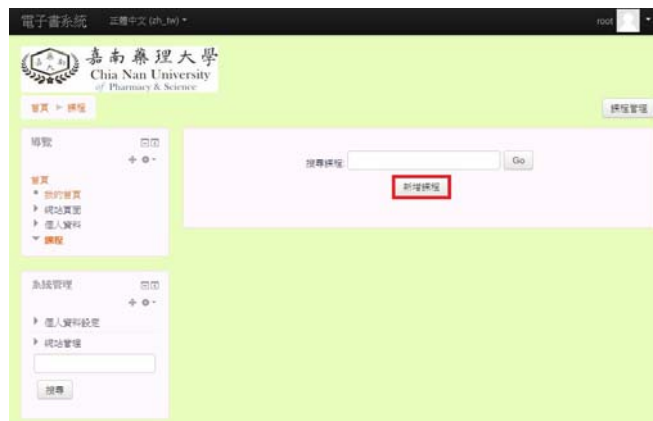 電子書系統 正體中文 (zh_tw) root
嘉南藥理大學
Chia Nan University
of Pharmacy & Science
首頁 ▶ 課程
課程管理
導覽
首頁
我的首頁
網站頁面
個人資料
課程
搜尋課程: Go
新增課程
系統管理
個人資料設定
網站管理
搜尋